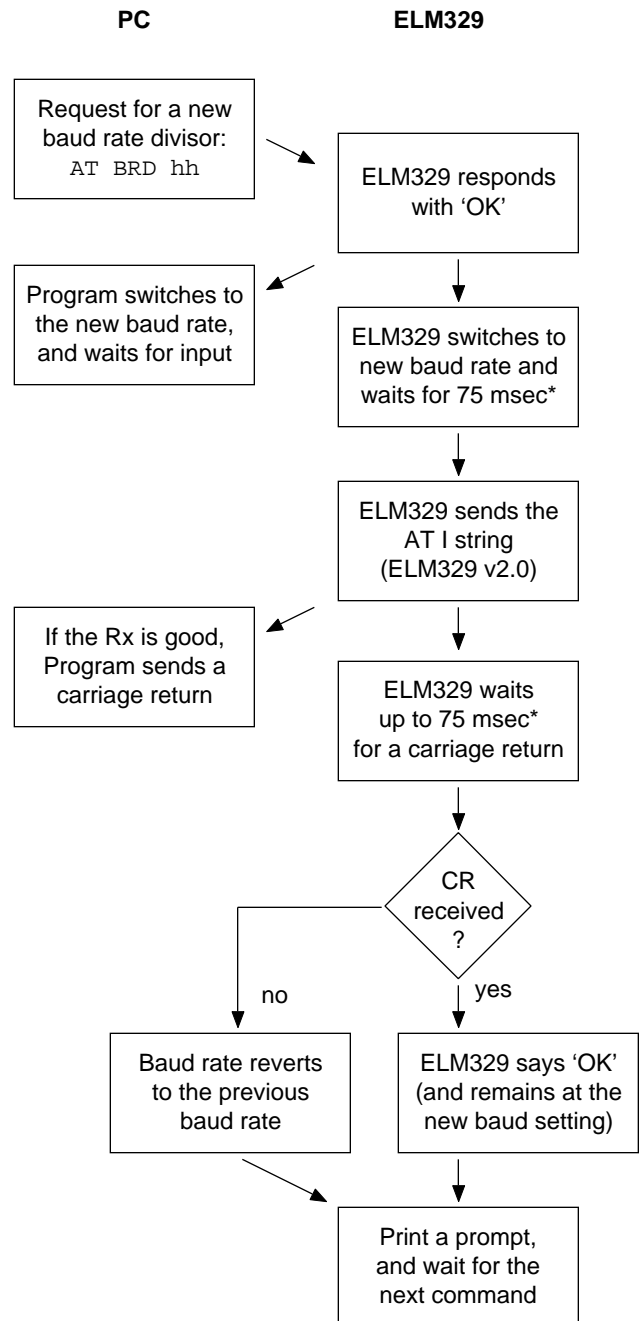 PC
ELM329
Request for a new
baud rate divisor:
AT BRD hh
ELM329 responds
with ‘OK’
Program switches to
the new baud rate,
and waits for input
ELM329 switches to
new baud rate and
waits for 75 msec*
ELM329 sends the
AT I string
(ELM329 v2.0)
If the Rx is good,
Program sends a
carriage return
ELM329 waits
up to 75 msec*
for a carriage return
CR
received
?
no
yes
Baud rate reverts
to the previous
baud rate
ELM329 says ‘OK’
(and remains at the
new baud setting)
Print a prompt,
and wait for the
next command